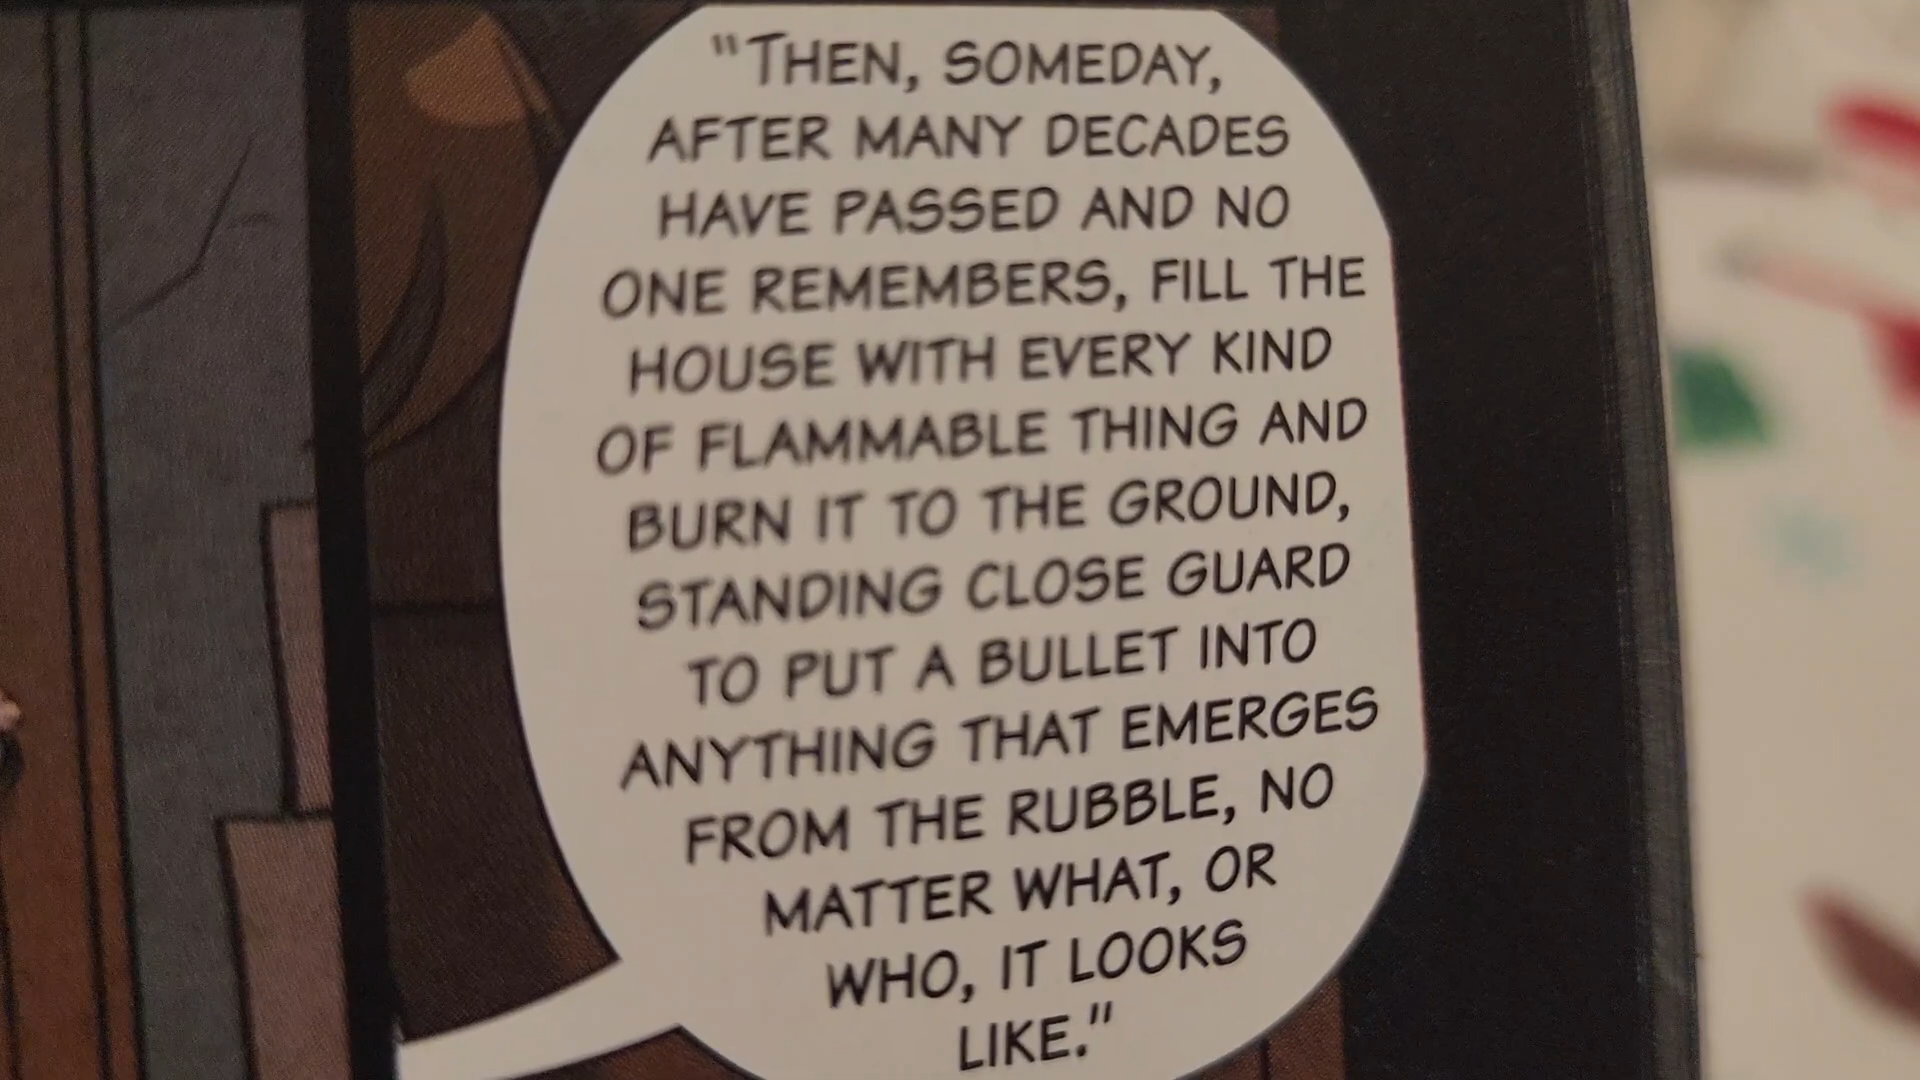 "THEN, SOMEDAY,
AFTER MANY DECADES
HAVE PASSED AND NO
ONE REMEMBERS, FILL THE
HOUSE WITH EVERY KIND
OF FLAMMABLE THING AND
BURN IT TO THE GROUND,
STANDING CLOSE GUARD
TO PUT A BULLET INTO
ANYTHING THAT EMERGES
FROM THE RUBBLE, NO
MATTER WHAT, OR
WHO, IT LOOKS
LIKE."